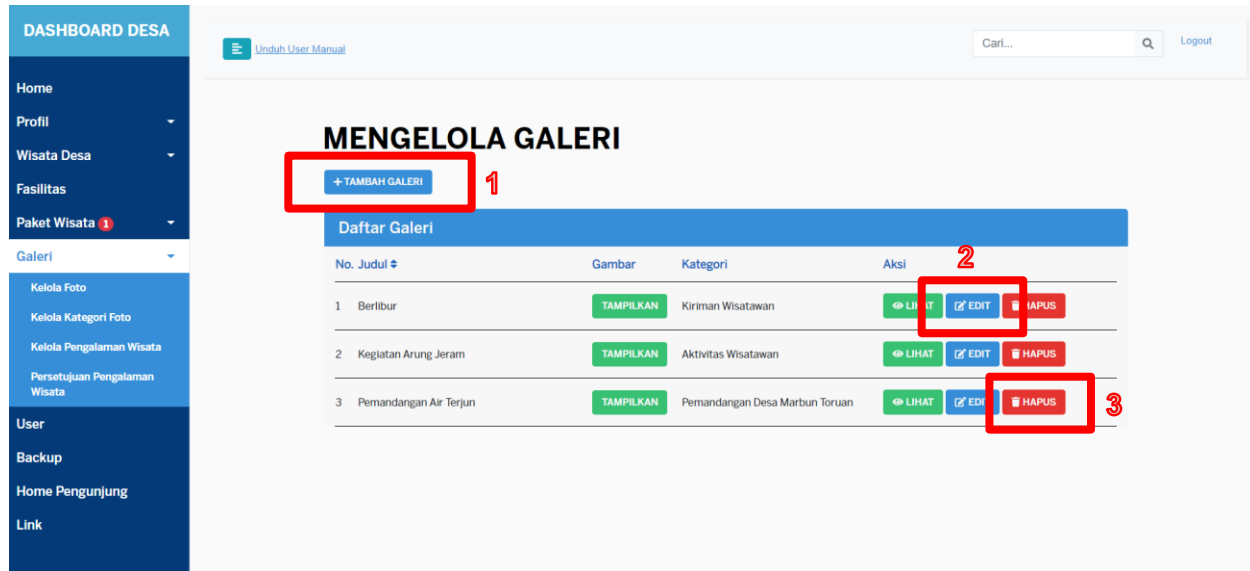 DASHBOARD DESA
Home
Profil
Wisata Desa
Fasilitas
Paket Wisata 1
Galeri
Kelola Foto
Kelola Kategori Foto
Kelola Pengalaman Wisata
Persetujuan Pengalaman
Wisata
User
Backup
Home Pengunjung
Link
Unduh User Manual
Cari...
Logout
MENGELOLA GALERI
+ TAMBAH GALERI
1
Daftar Galeri
2
No. Judul Gambar Kategori Aksi
1 Berlibur TAMPILKAN Kiriman Wisatawan LIHAT EDIT HAPUS
2 Kegiatan Arung Jeram TAMPILKAN Aktivitas Wisatawan LIHAT EDIT HAPUS
3 Pemandangan Air Terjun TAMPILKAN Pemandangan Desa Marbun Toruan LIHAT EDIT HAPUS
3